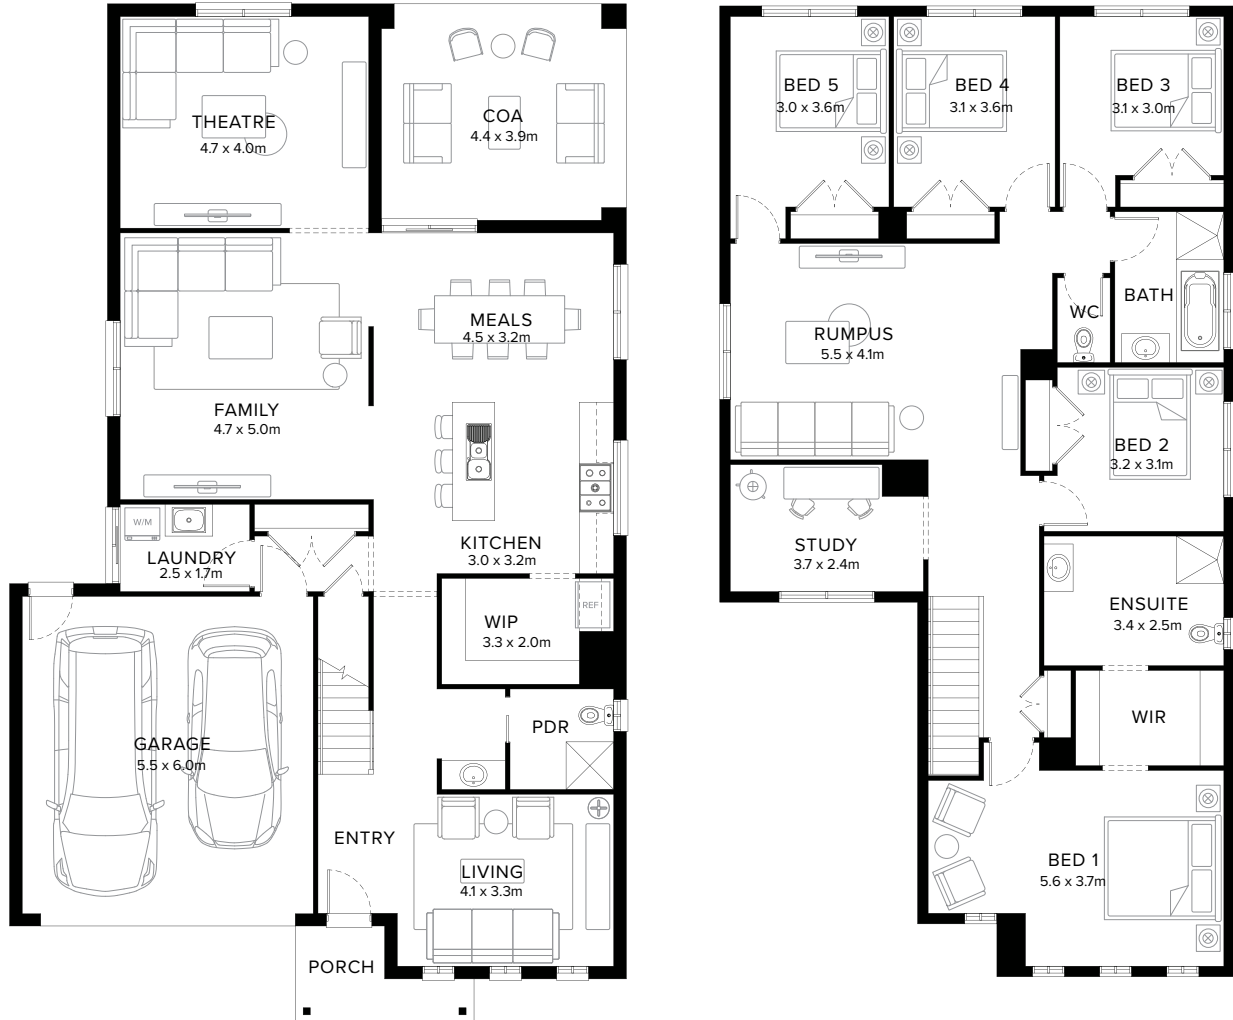 THEATRE
4.7 x 4.0m
COA
4.4 x 3.9m
MEALS
4.5 x 3.2m
FAMILY
4.7 x 5.0m
W/M
LAUNDRY
2.5 x 1.7m
KITCHEN
3.0 x 3.2m
REF
WIP
3.3 x 2.0m
PDR
GARAGE
5.5 x 6.0m
ENTRY
LIVING
4.1 x 3.3m
PORCH
BED 5
3.0 x 3.6m
BED 4
3.1 x 3.6m
BED 3
3.1 x 3.0m
BATH
WC
RUMPUS
5.5 x 4.1m
BED 2
3.2 x 3.1m
STUDY
3.7 x 2.4m
ENSUITE
3.4 x 2.5m
WIR
BED 1
5.6 x 3.7m